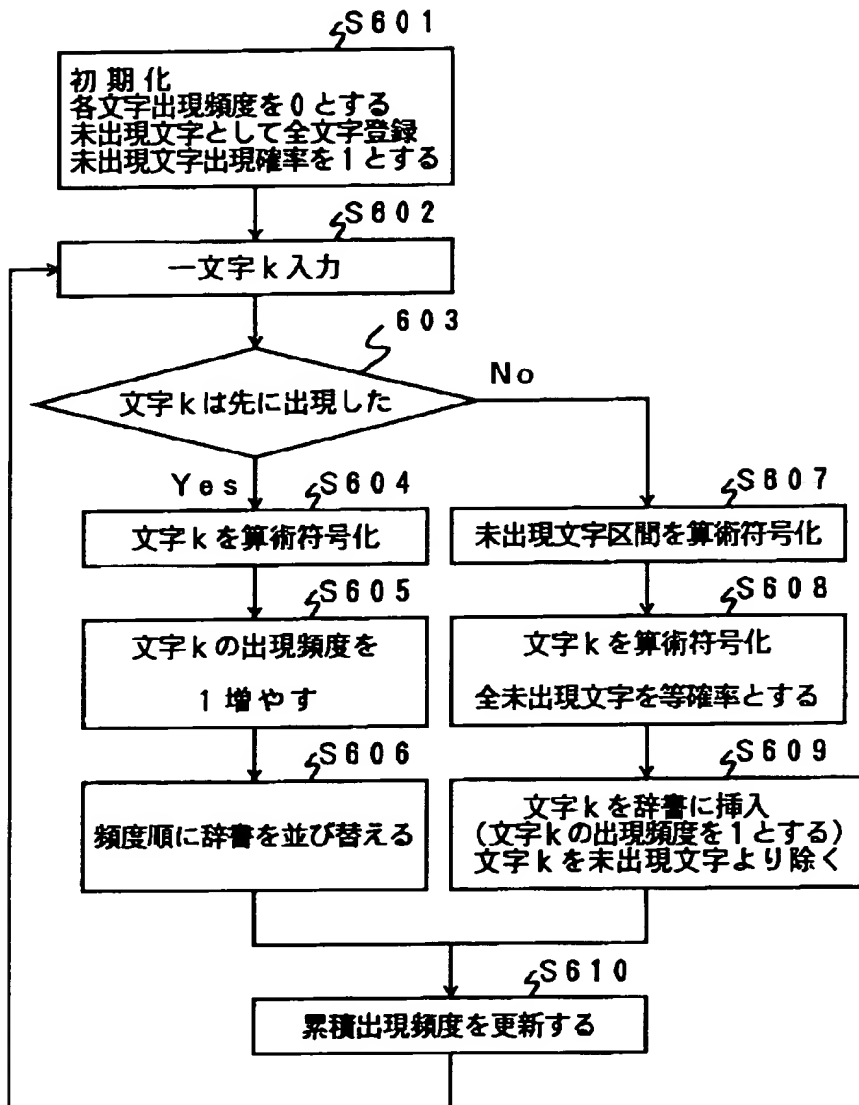 S601
初期化
各文字出現頻度を0とする
未出現文字として全文字登録
未出現文字出現確率を1とする
S602
一文字k入力
603
文字kは先に出現した
No
Yes
S604
文字kを算術符号化
S607
未出現文字区間を算術符号化
S605
文字kの出現頻度を
1増やす
S608
文字kを算術符号化
全未出現文字を等確率とする
S606
頻度順に辞書を並び替える
S609
文字kを辞書に挿入
(文字kの出現頻度を1とする)
文字kを未出現文字より除く
S610
累積出現頻度を更新する